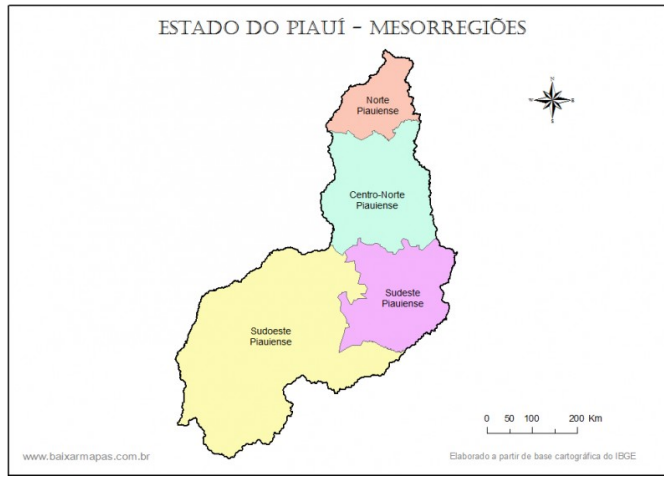 ESTADO DO PIAUÍ - MESORREGIÕES
Norte
Piauiense
N
Centro-Norte
Piauiense
Sudeste
Piauiense
Sudoeste
Piauiense
0 50 100 200 Km
www.baixarmapas.com.br
Elaborado a partir de base cartográfica do IBGE